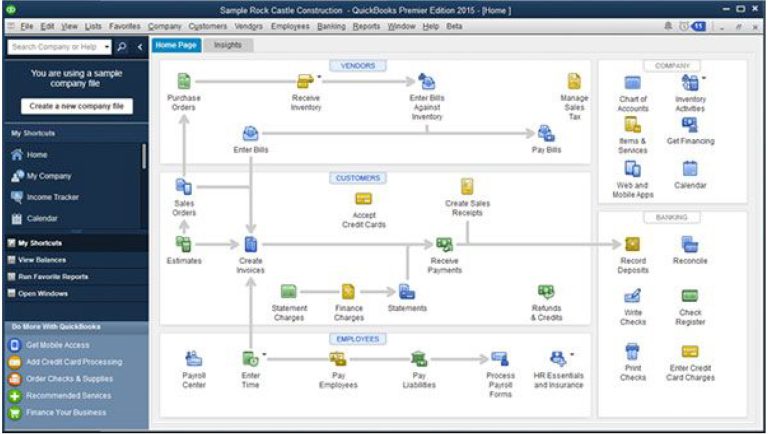 Sample Rock Castle Construction - QuickBooks Premier Edition 2015 - [Home ]
File Edit View Lists Favorites Company Customers Vendors Employees Banking Reports Window Help Beta
15
Search Company or Help
Home Page
Insights
You are using a sample
company file
Create a new company file
My Shortcuts
Home
My Company
Income Tracker
Calendar
My Shortcuts
View Balances
Run Favorite Reports
Open Windows
Do More With QuickBooks
Get Mobile Access
Add Credit Card Processing
Order Checks & Supplies
Recommended Services
Finance Your Business
VENDORS
Purchase
Orders
Receive
Inventory
Enter Bills
Against
Inventory
Manage
Sales
Tax
Enter Bills
Pay Bills
CUSTOMERS
Sales
Orders
Accept
Credit Cards
Create Sales
Receipts
Estimates
Create
Invoices
Receive
Payments
Statement
Charges
Finance
Charges
Statements
Refunds
& Credits
EMPLOYEES
Payroll
Center
Enter
Time
Pay
Employees
Pay
Liabilities
Process
Payroll
Forms
HR Essentials
and Insurance
COMPANY
Chart of
Accounts
Inventory
Activities
Items &
Services
Get Financing
Web and
Mobile Apps
Calendar
BANKING
Record
Deposits
Reconcile
Write
Checks
Check
Register
Print
Checks
Enter Credit
Card Charges